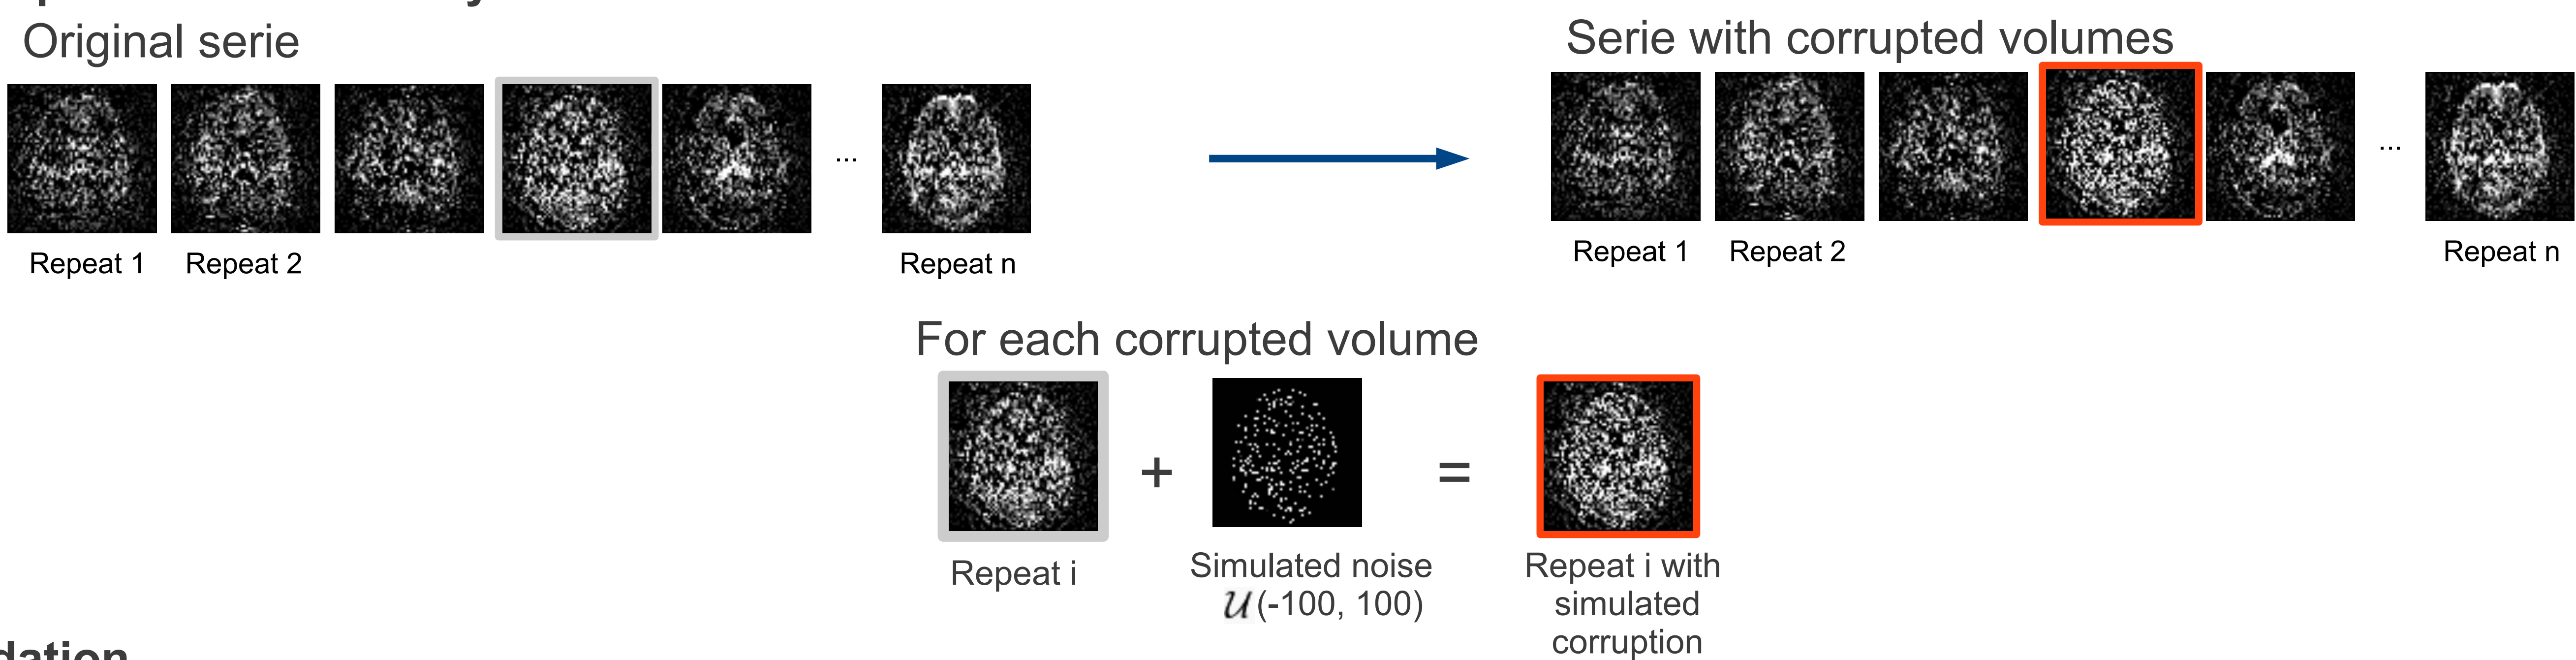 Original serie
Serie with corrupted volumes
...
...
Repeat 1
Repeat 2
Repeat n
Repeat 1
Repeat 2
Repeat n
For each corrupted volume
+
=
Repeat i
Simulated noise
𝒰(-100, 100)
Repeat i with
simulated
corruption
dation